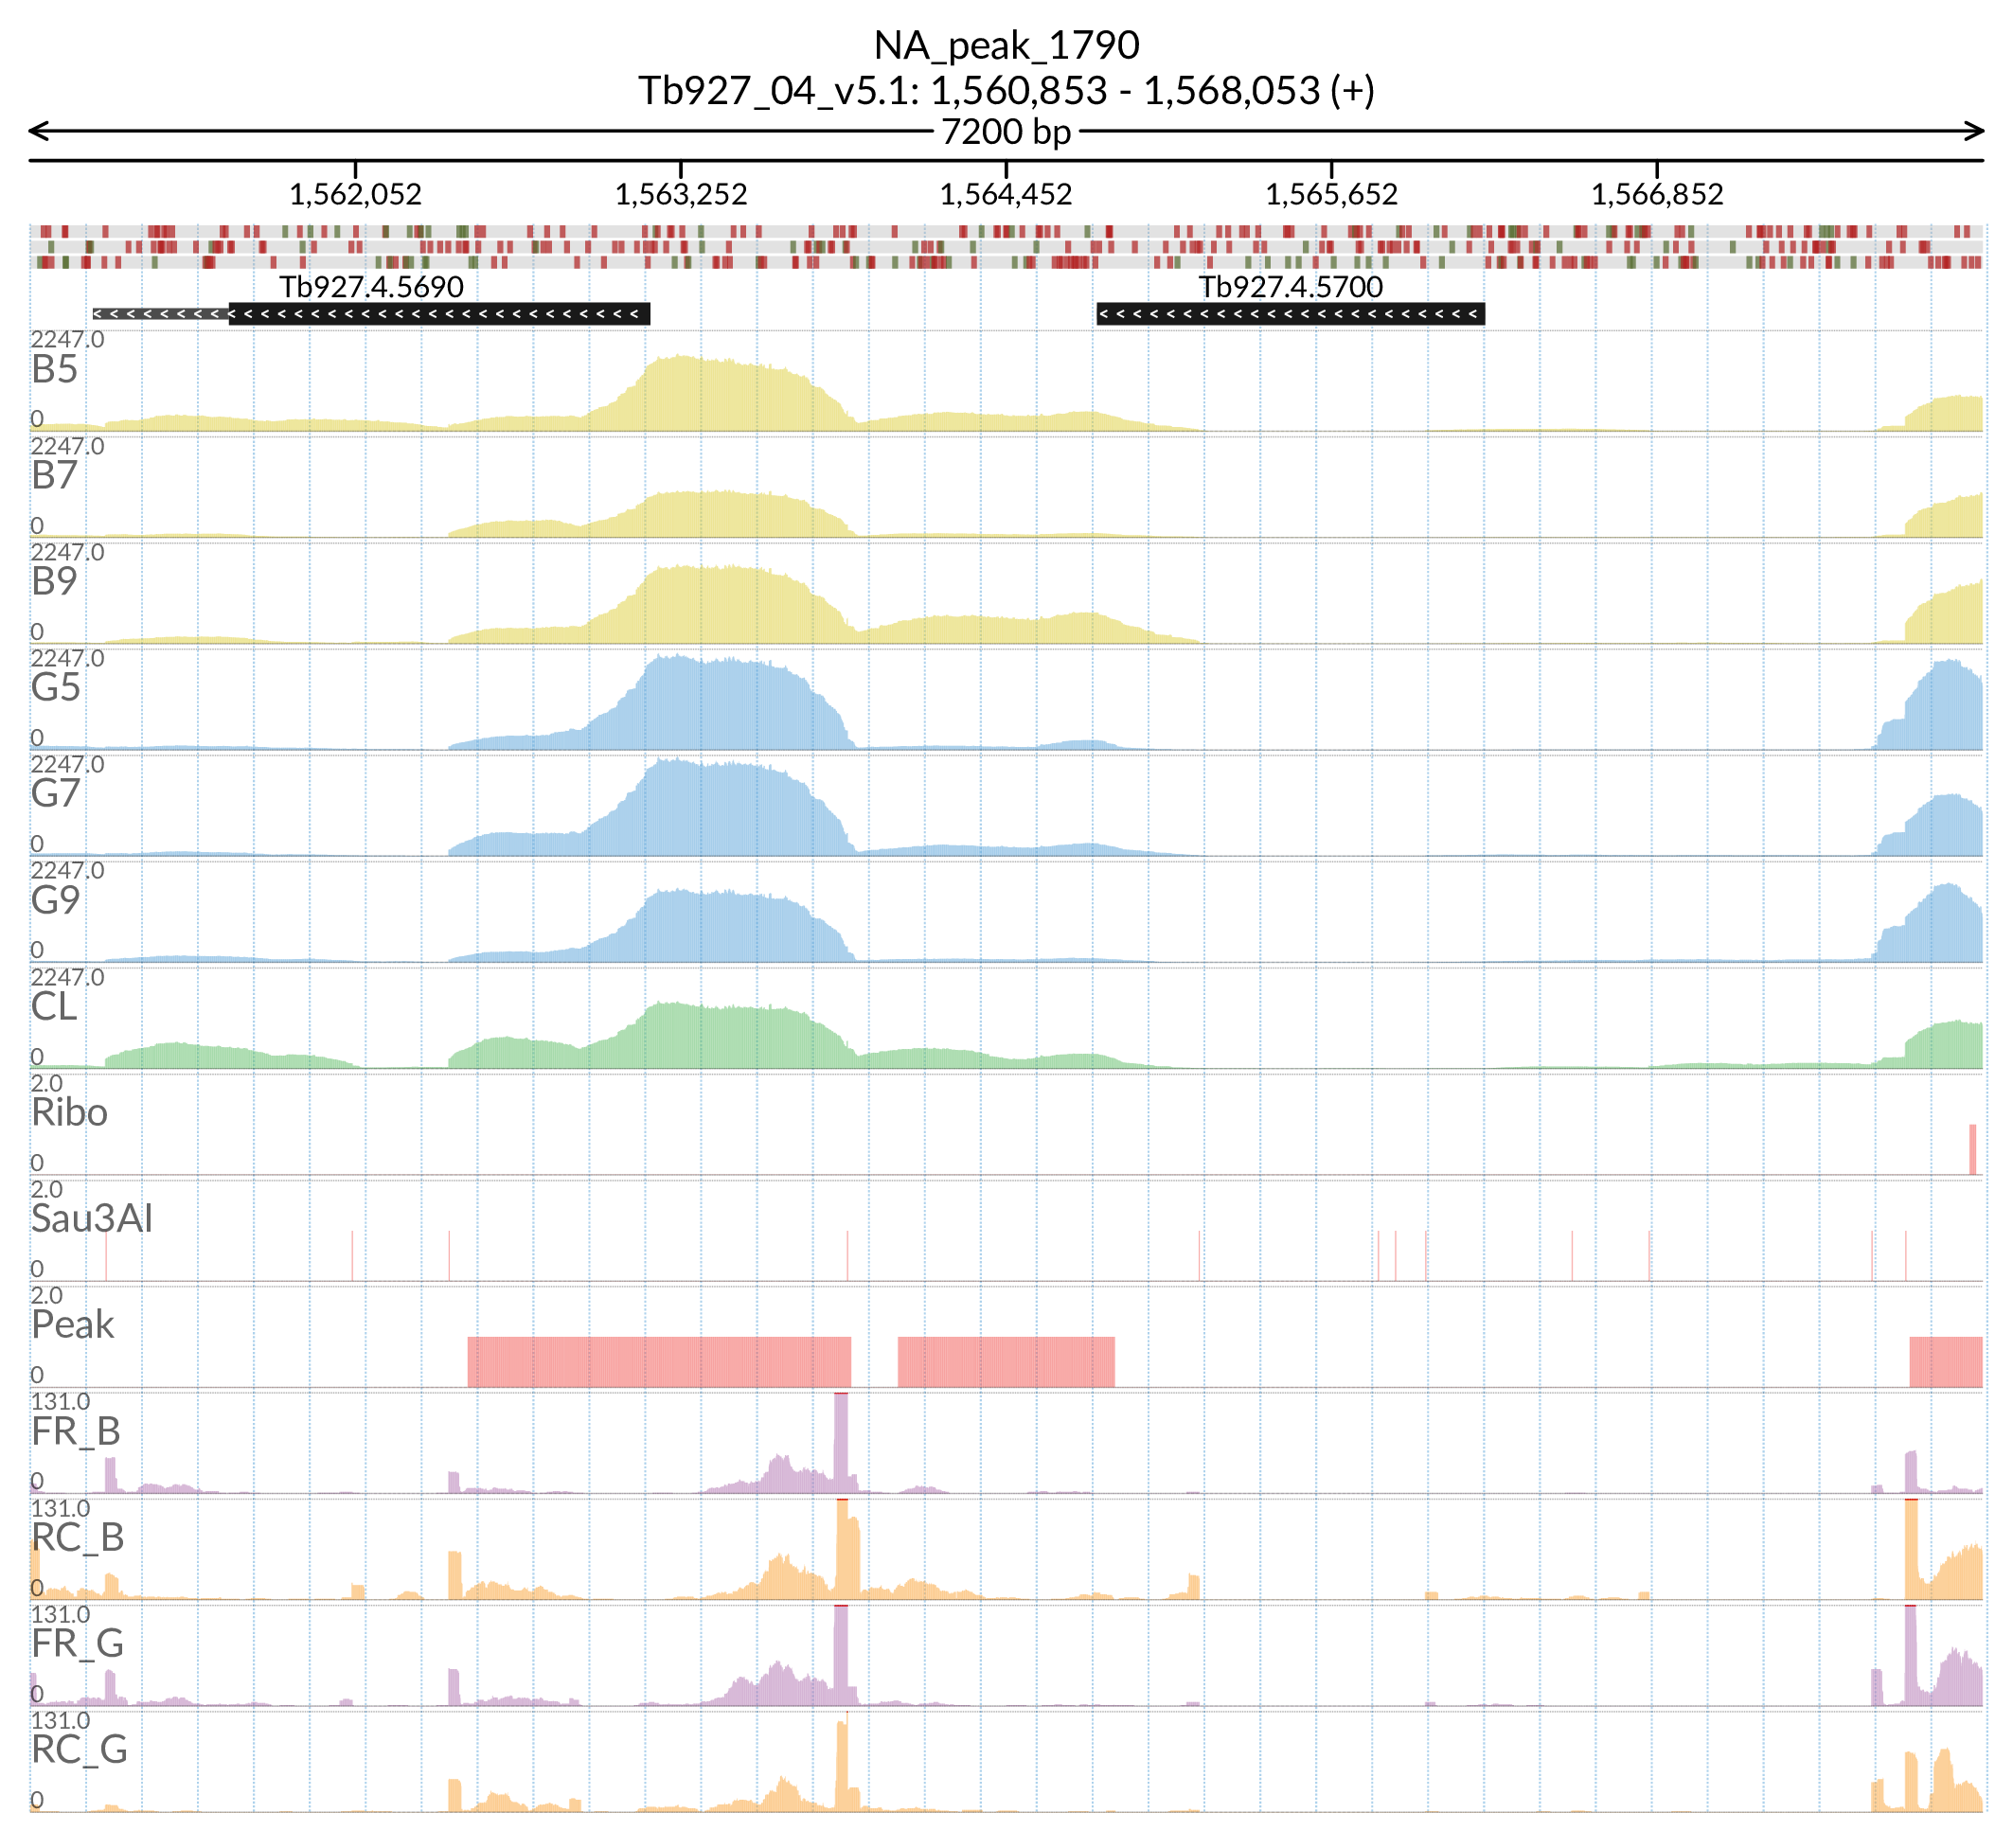 NA_peak_1790
Tb927_04_v5.1: 1,560,853 - 1,568,053 (+)
7200 bp
1,562,052 1,563,252 1,564,452 1,565,652 1,566,852
Tb927.4.5690 Tb927.4.5700
2247.0
B5
0
2247.0
B7
0
2247.0
B9
0
2247.0
G5
0
2247.0
G7
0
2247.0
G9
0
2247.0
CL
0
2.0
Ribo
0
2.0
Sau3AI
0
2.0
Peak
0
131.0
FR_B
0
131.0
RC_B
0
131.0
FR_G
0
131.0
RC_G
0